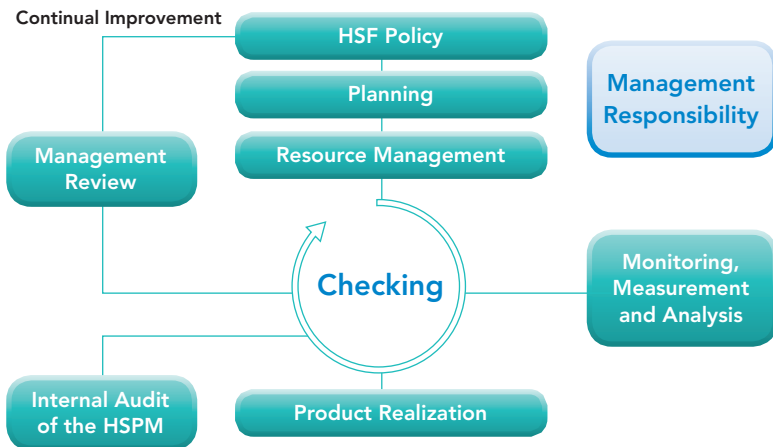 Continual Improvement
HSF Policy
Planning
Management
Responsibility
Management
Review
Resource Management
Checking
Monitoring,
Measurement
and Analysis
Internal Audit
of the HSPM
Product Realization